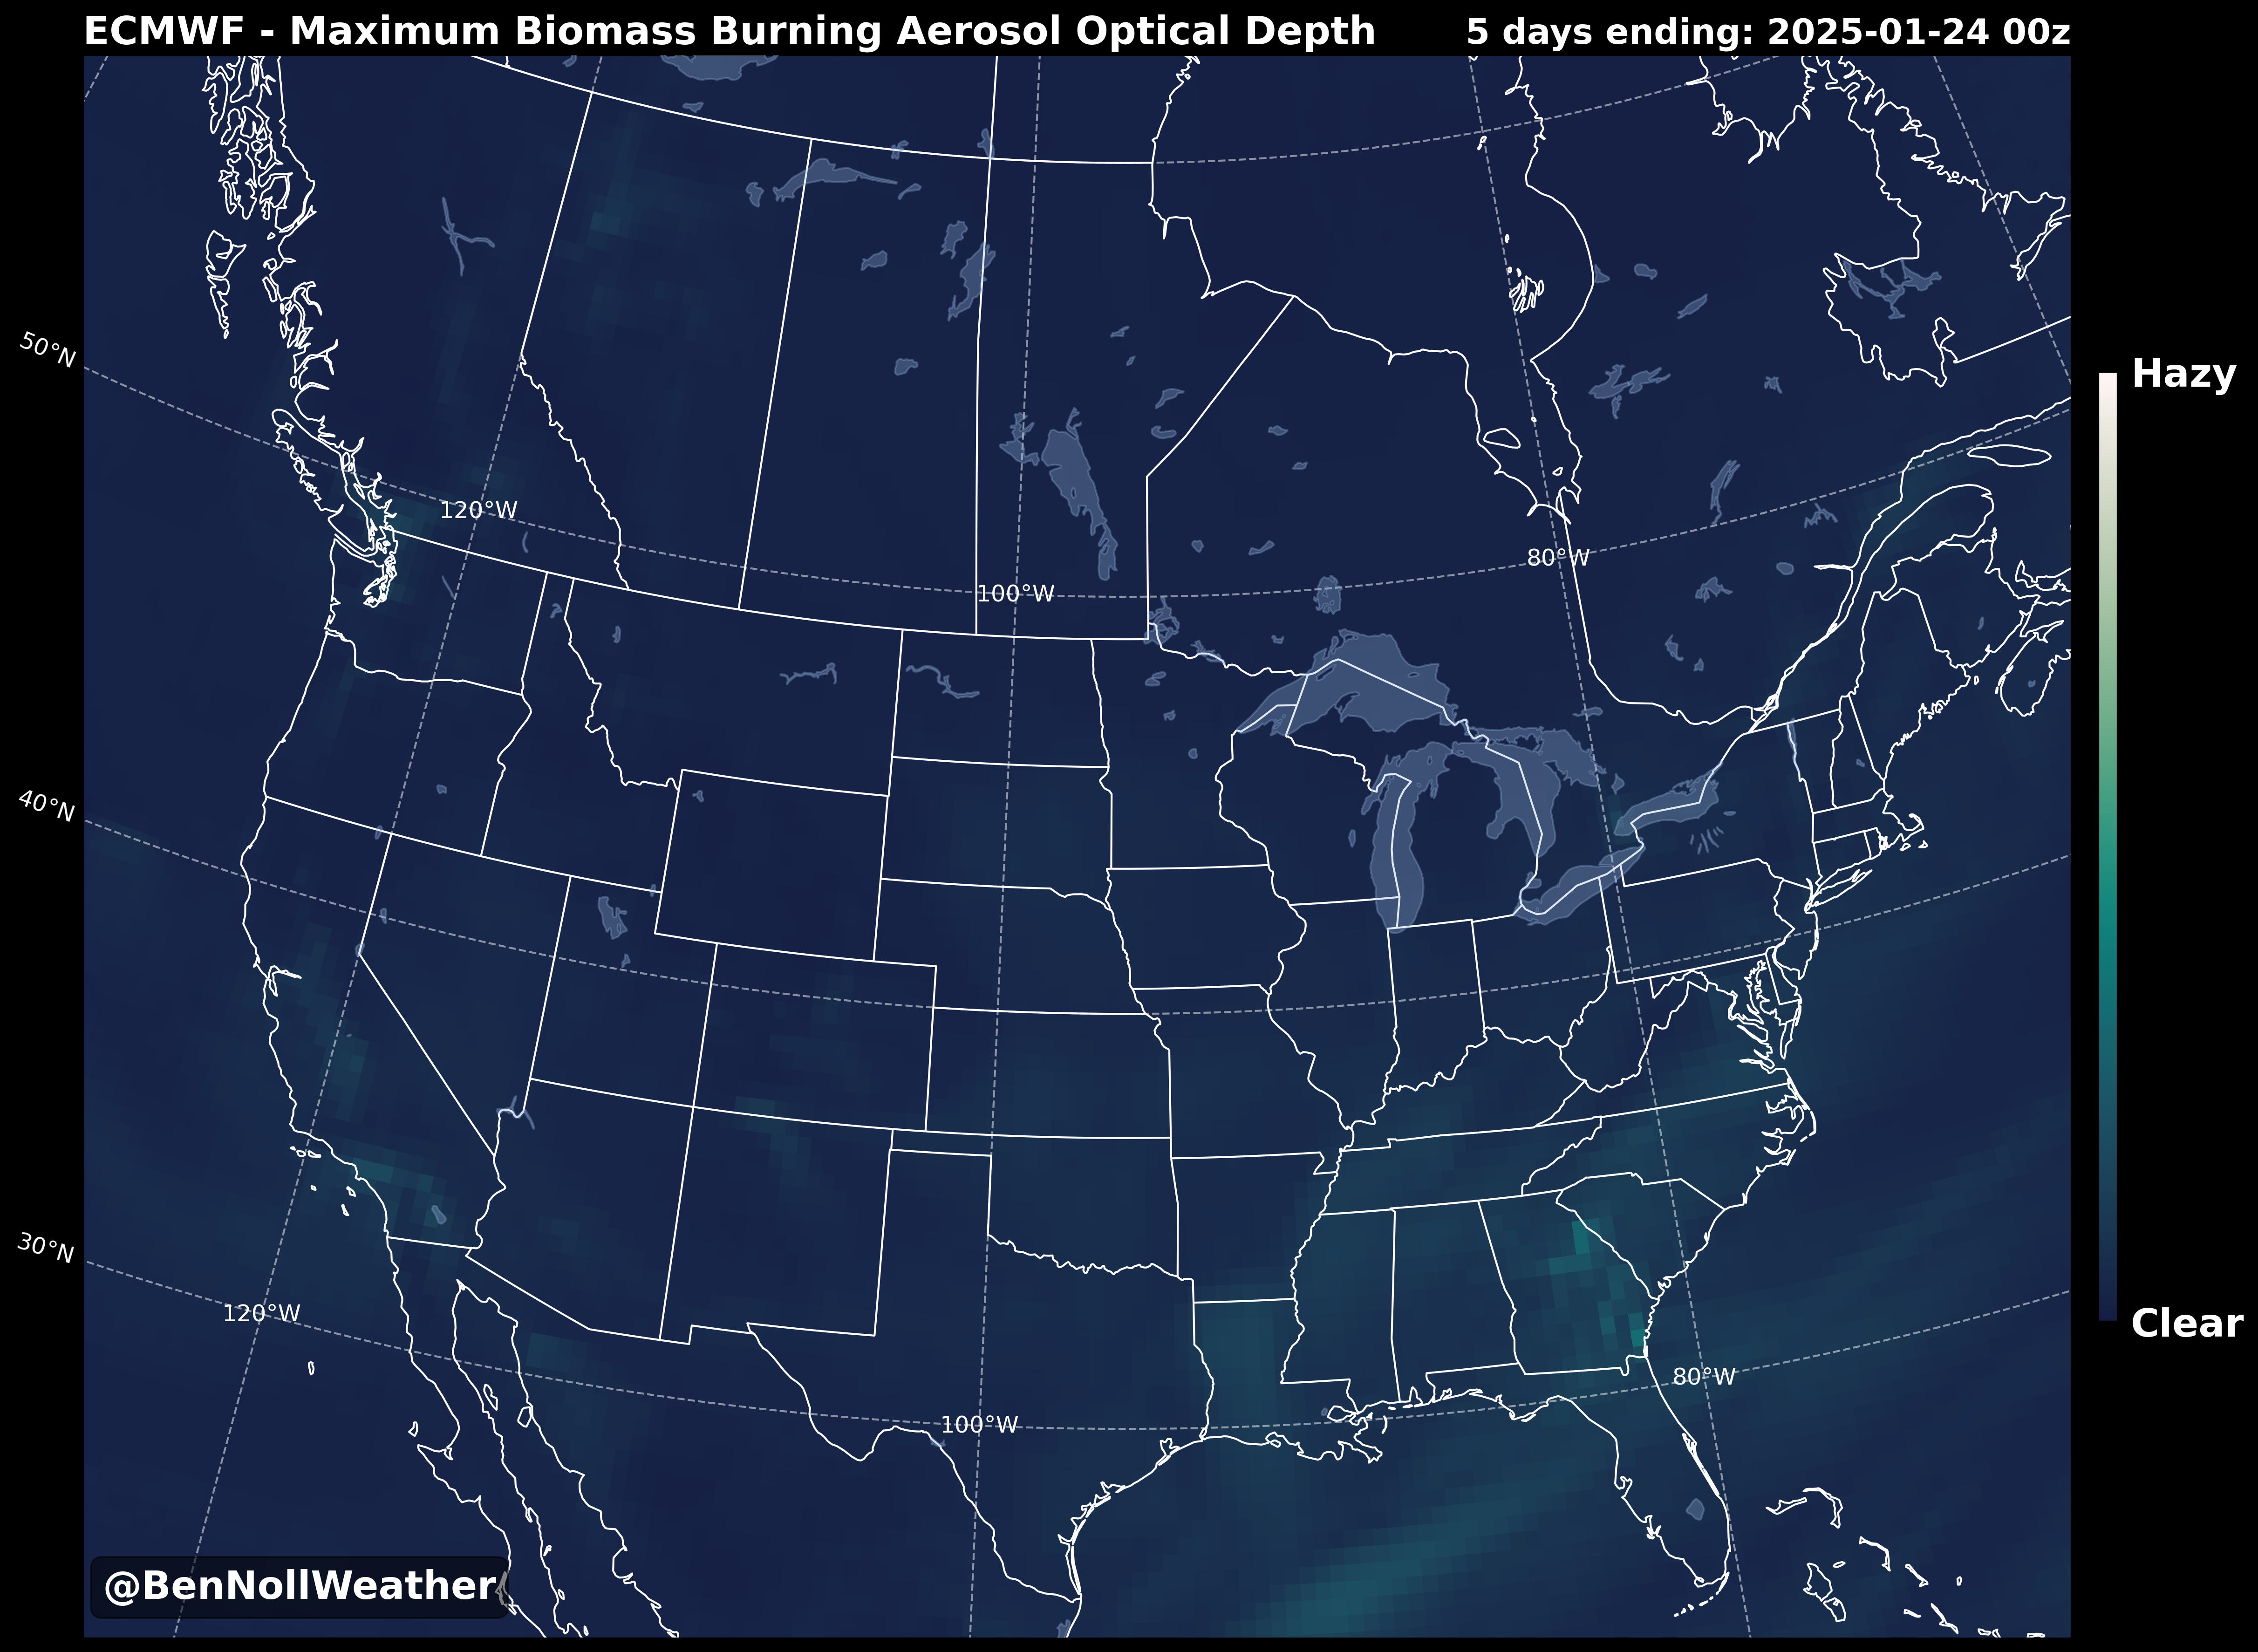 ECMWF - Maximum Biomass Burning Aerosol Optical Depth
5 days ending: 2025-01-24 00z
50°N
Hazy
120°W
80°W
100°W
40°N
30°N
120°W
Clear
80°W
100°W
@BenNollWeather